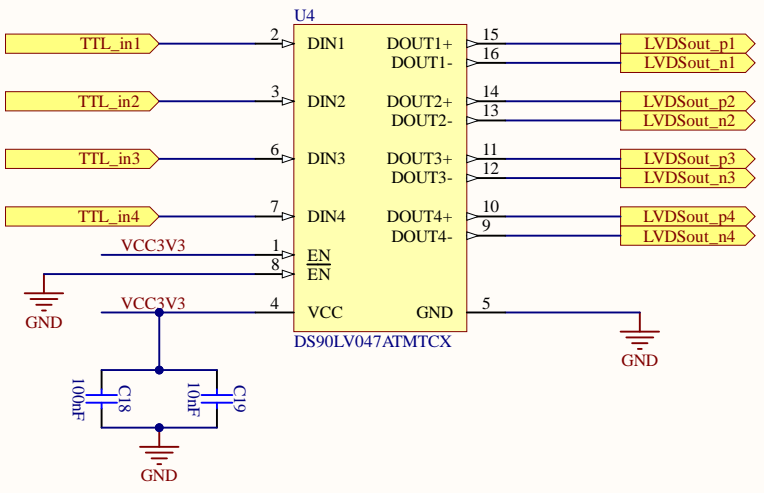 U4
TTL_in1 2 DIN1 DOUT1+ 15 LVDSout_p1
DOUT1- 16 LVDSout_n1
TTL_in2 3 DIN2 DOUT2+ 14 LVDSout_p2
DOUT2- 13 LVDSout_n2
TTL_in3 6 DIN3 DOUT3+ 11 LVDSout_p3
DOUT3- 12 LVDSout_n3
TTL_in4 7 DIN4 DOUT4+ 10 LVDSout_p4
DOUT4- 9 LVDSout_n4
VCC3V3 1 EN
8 EN
VCC3V3 4 VCC GND 5
GND
DS90LV047ATMTCX
GND
C18
100nF
C19
10nF
GND